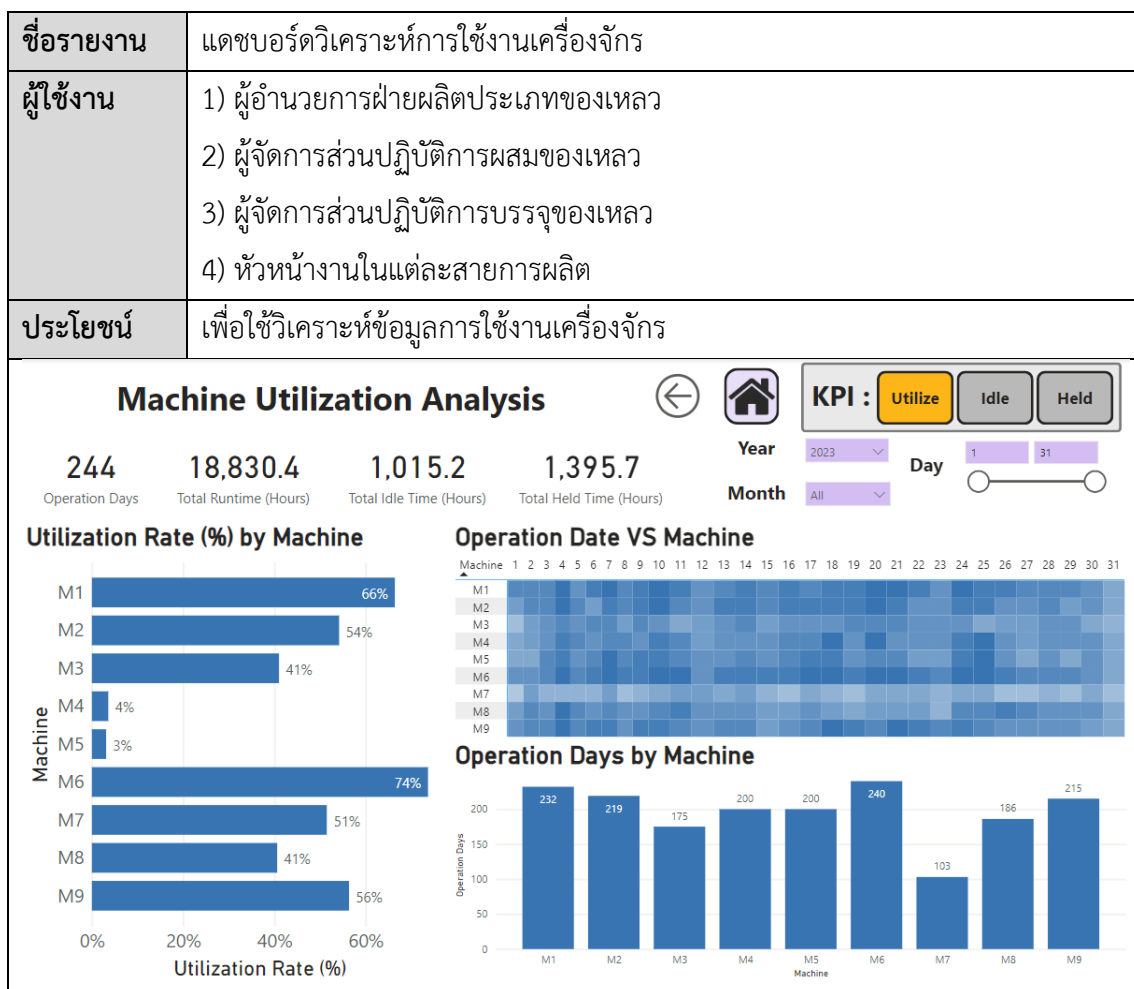 ชื่อรายงาน แดชบอร์ดวิเคราะห์การใช้งานเครื่องจักร
ผู้ใช้งาน 1) ผู้อำนวยการฝ่ายผลิตประเภทของเหลว
2) ผู้จัดการส่วนปฏิบัติการผสมของเหลว
3) ผู้จัดการส่วนปฏิบัติการบรรจุของเหลว
4) หัวหน้างานในแต่ละสายการผลิต
ประโยชน์ เพื่อใช้วิเคราะห์ข้อมูลการใช้งานเครื่องจักร
Machine Utilization Analysis
KPI : Utilize Idle Held
244 18,830.4 1,015.2 1,395.7
Operation Days Total Runtime (Hours) Total Idle Time (Hours) Total Held Time (Hours)
Year 2023 Day 1 31
Month All
Utilization Rate (%) by Machine
M1 66%
M2 54%
M3 41%
M4 4%
M5 3%
M6 74%
M7 51%
M8 41%
M9 56%
Machine
0% 20% 40% 60%
Utilization Rate (%)
Operation Date VS Machine
Machine 1 2 3 4 5 6 7 8 9 10 11 12 13 14 15 16 17 18 19 20 21 22 23 24 25 26 27 28 29 30 31
M1
M2
M3
M4
M5
M6
M7
M8
M9
Operation Days by Machine
232 219 175 200 200 240 103 186 215
200
150
100
50
0
Operation Days
M1 M2 M3 M4 M5 M6 M7 M8 M9
Machine